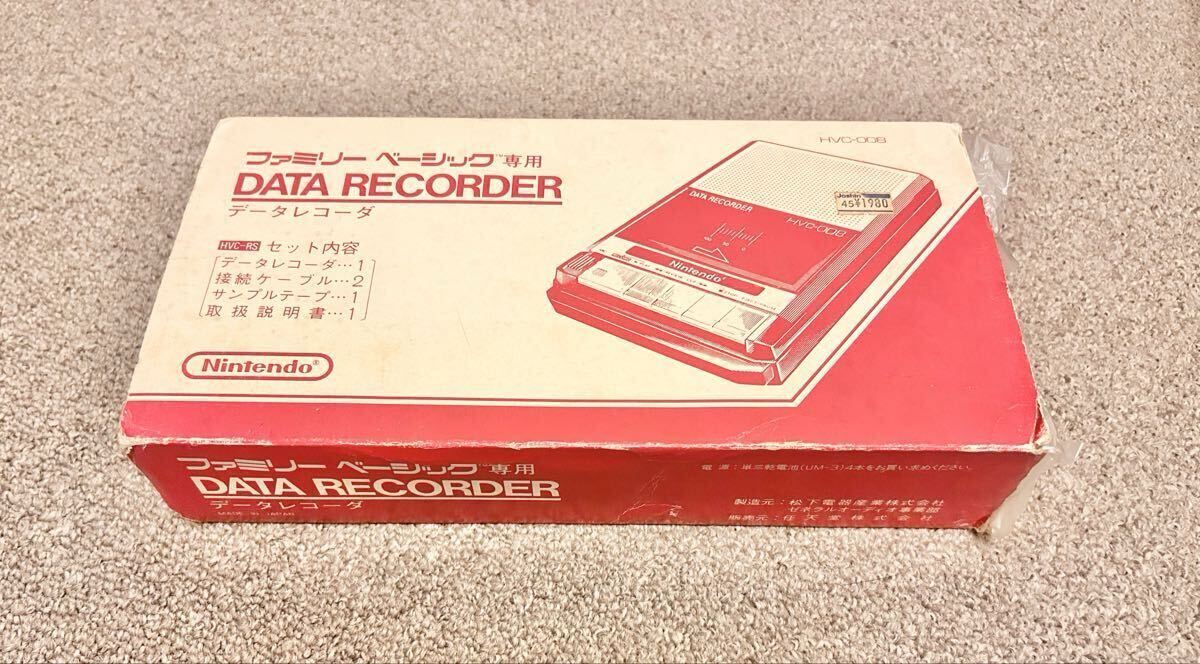 ファミリー ベーシック™専用
DATA RECORDER
データレコーダ
HVC-RS セット内容
データレコーダ…1
接続ケーブル…2
サンプルテープ…1
取扱説明書…1
Nintendo®
HVC-008
Joshin
45¥1980
DATA RECORDER
HVC-008
Nintendo®
ファミリー ベーシック™専用
DATA RECORDER
データレコーダ
MADE IN JAPAN
電源：単三乾電池(UM-3)4本をお買い求めください。
製造元：松下電器産業株式会社
ゼネラルオーディオ事業部
販売元：任天堂株式会社